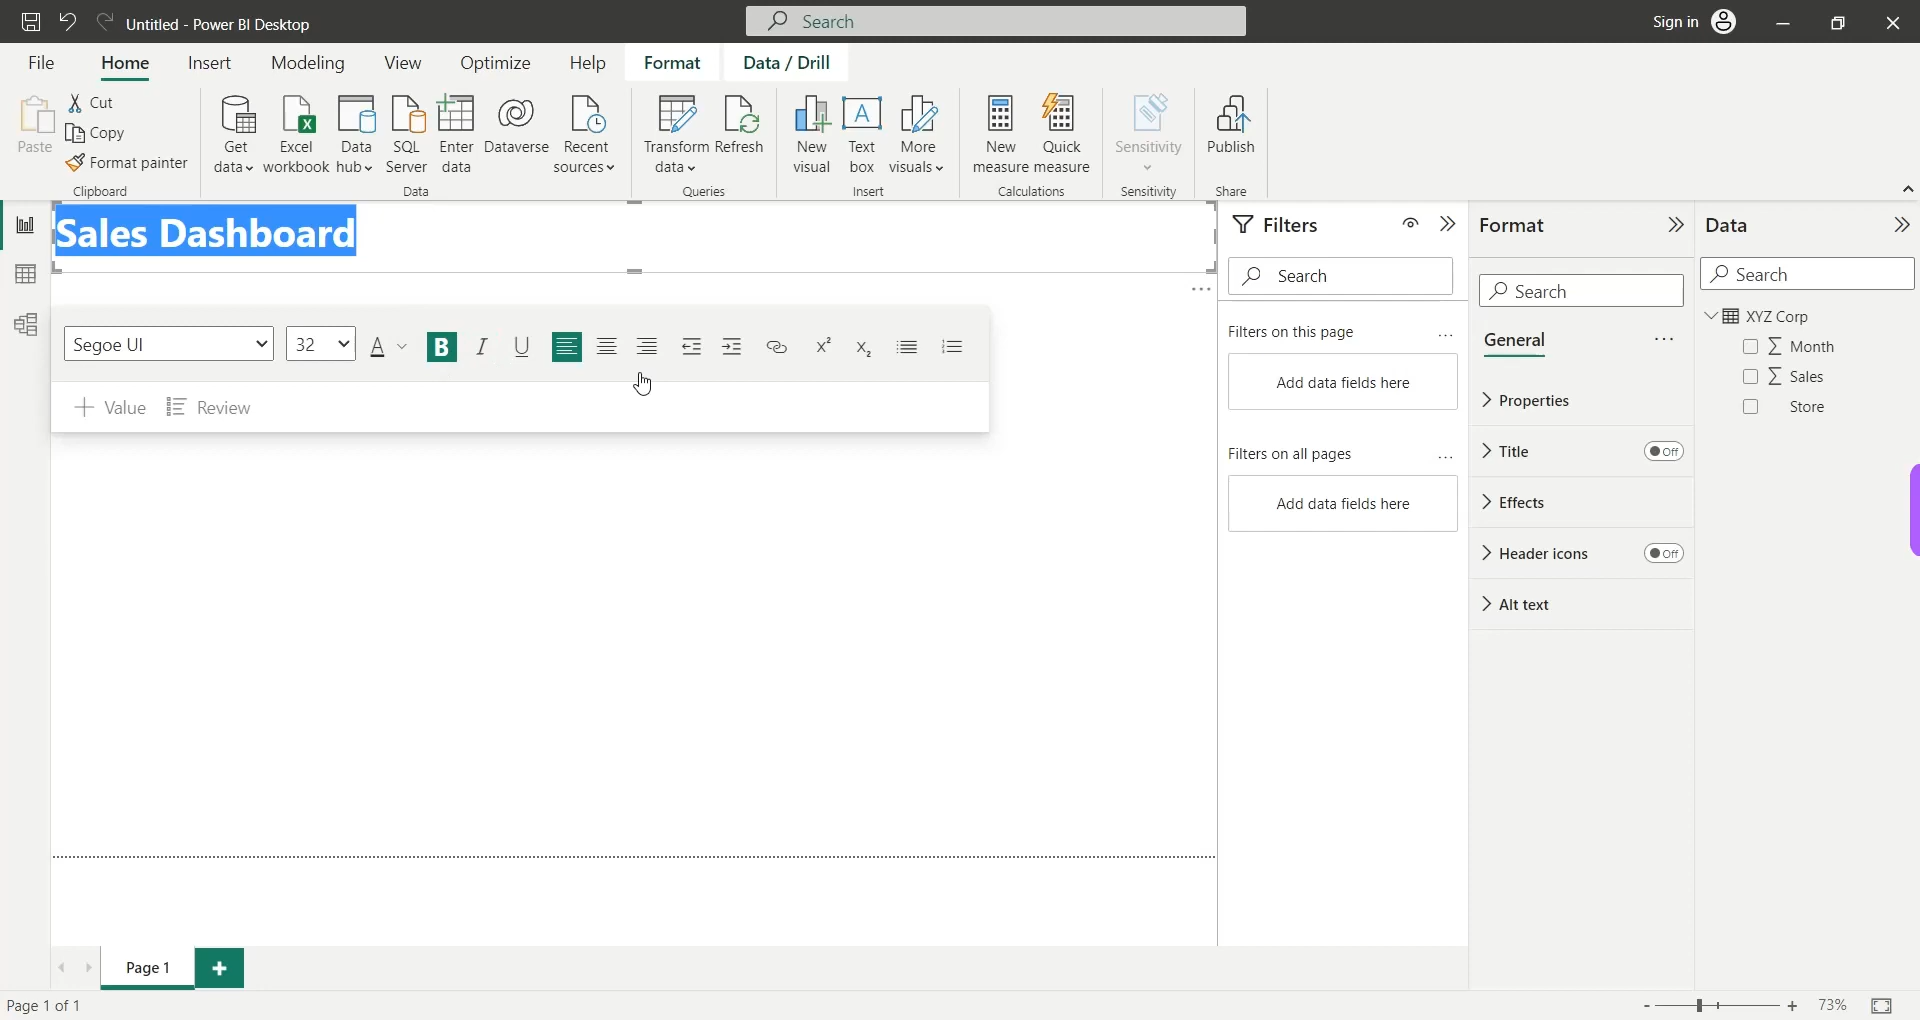 Untitled - Power BI Desktop
Search
Sign in
File Home Insert Modeling View Optimize Help Format Data / Drill
Paste
Cut
Copy
Format painter
Clipboard
Get data
Excel workbook
Data hub
SQL Server
Enter data
Dataverse
Recent sources
Data
Transform data
Refresh
Queries
New visual
Text box
A
More visuals
Insert
New measure
Quick measure
Calculations
Sensitivity
Sensitivity
Publish
Share
Sales Dashboard
Segoe UI
32
A
B
I
U
x²
x₂
Value
Review
Filters
Search
Filters on this page
Add data fields here
Filters on all pages
Add data fields here
Format
Search
General
Properties
Title Off
Effects
Header icons Off
Alt text
Data
Search
XYZ Corp
∑ Month
∑ Sales
Store
Page 1
+
Page 1 of 1
- + 73%